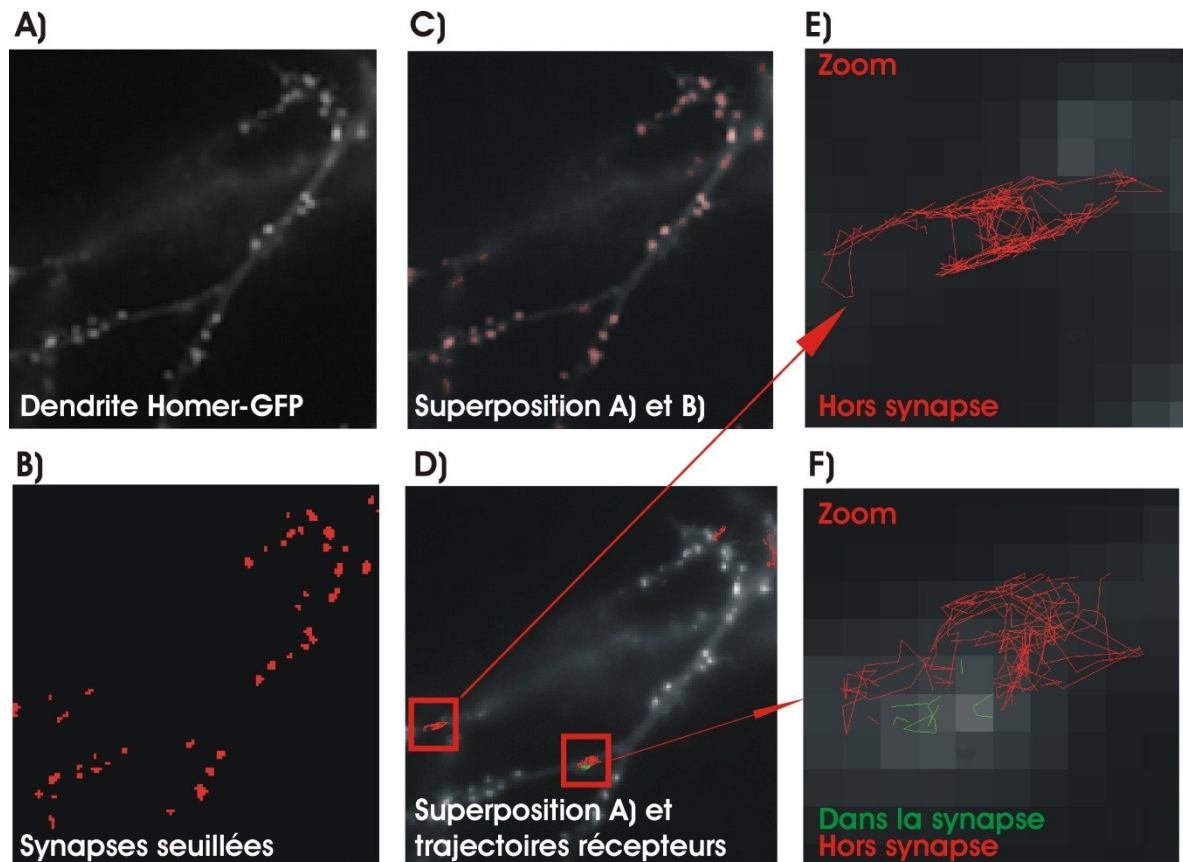 A)
Dendrite Homer-GFP
B)
Synapses seuillées
C)
Superposition A) et B)
D)
Superposition A) et
trajectoires récepteurs
E)
Zoom
Hors synapse
F)
Zoom
Dans la synapse
Hors synapse